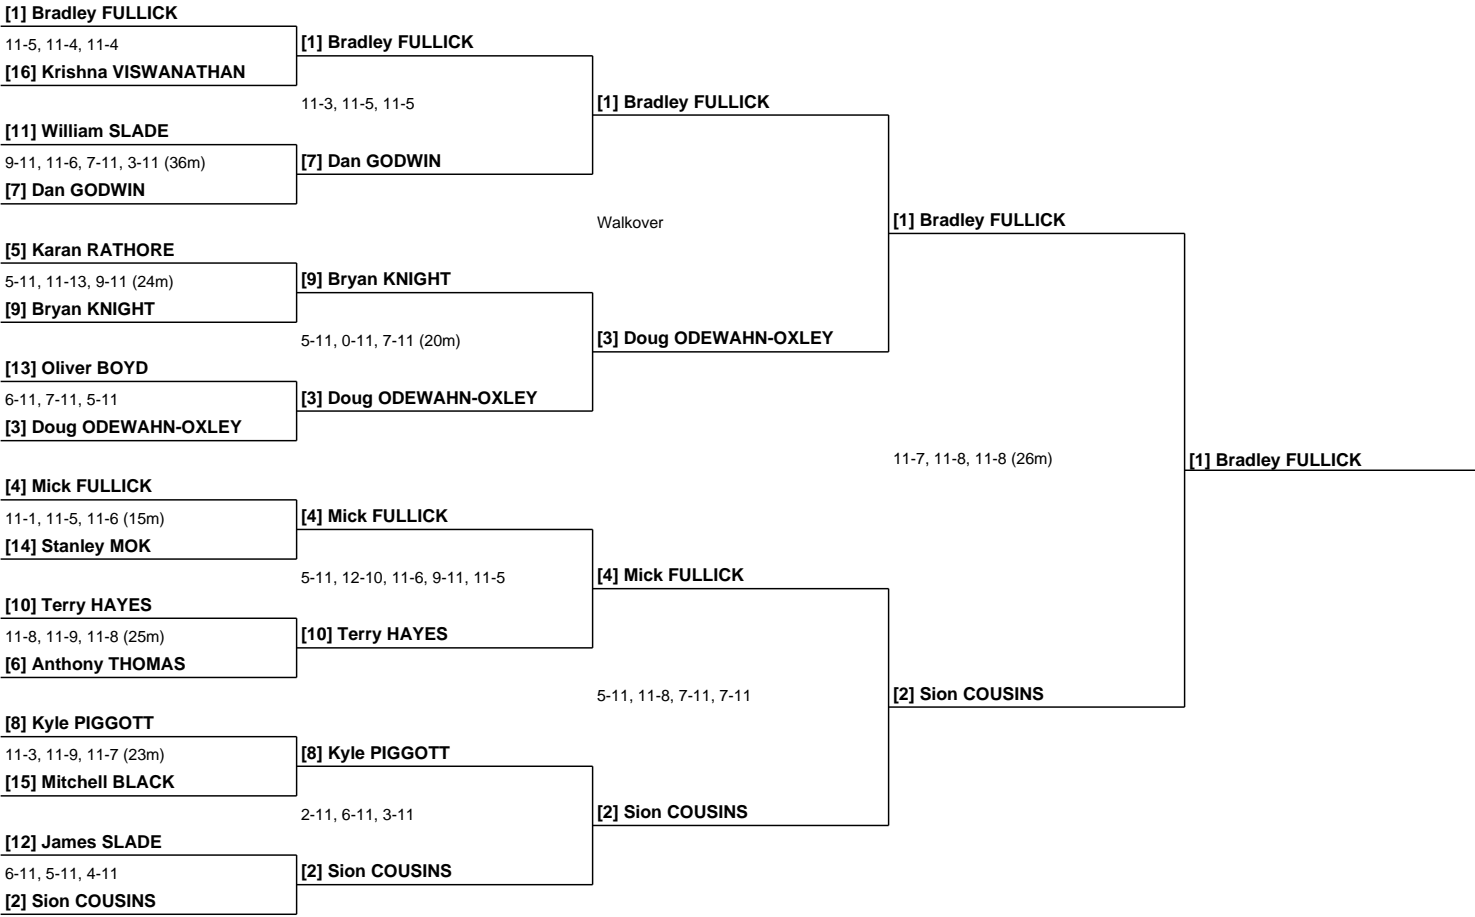 [1] Bradley FULLICK
11-5, 11-4, 11-4
[16] Krishna VISWANATHAN
[11] William SLADE
9-11, 11-6, 7-11, 3-11 (36m)
[7] Dan GODWIN
[5] Karan RATHORE
5-11, 11-13, 9-11 (24m)
[9] Bryan KNIGHT
[13] Oliver BOYD
6-11, 7-11, 5-11
[3] Doug ODEWAHN-OXLEY
[4] Mick FULLICK
11-1, 11-5, 11-6 (15m)
[14] Stanley MOK
[10] Terry HAYES
11-8, 11-9, 11-8 (25m)
[6] Anthony THOMAS
[8] Kyle PIGGOTT
11-3, 11-9, 11-7 (23m)
[15] Mitchell BLACK
[12] James SLADE
6-11, 5-11, 4-11
[2] Sion COUSINS
[1] Bradley FULLICK
11-3, 11-5, 11-5
[7] Dan GODWIN
[9] Bryan KNIGHT
5-11, 0-11, 7-11 (20m)
[3] Doug ODEWAHN-OXLEY
[4] Mick FULLICK
5-11, 12-10, 11-6, 9-11, 11-5
[10] Terry HAYES
[8] Kyle PIGGOTT
2-11, 6-11, 3-11
[2] Sion COUSINS
[1] Bradley FULLICK
Walkover
[3] Doug ODEWAHN-OXLEY
[4] Mick FULLICK
5-11, 11-8, 7-11, 7-11
[2] Sion COUSINS
[1] Bradley FULLICK
11-7, 11-8, 11-8 (26m)
[2] Sion COUSINS
[1] Bradley FULLICK